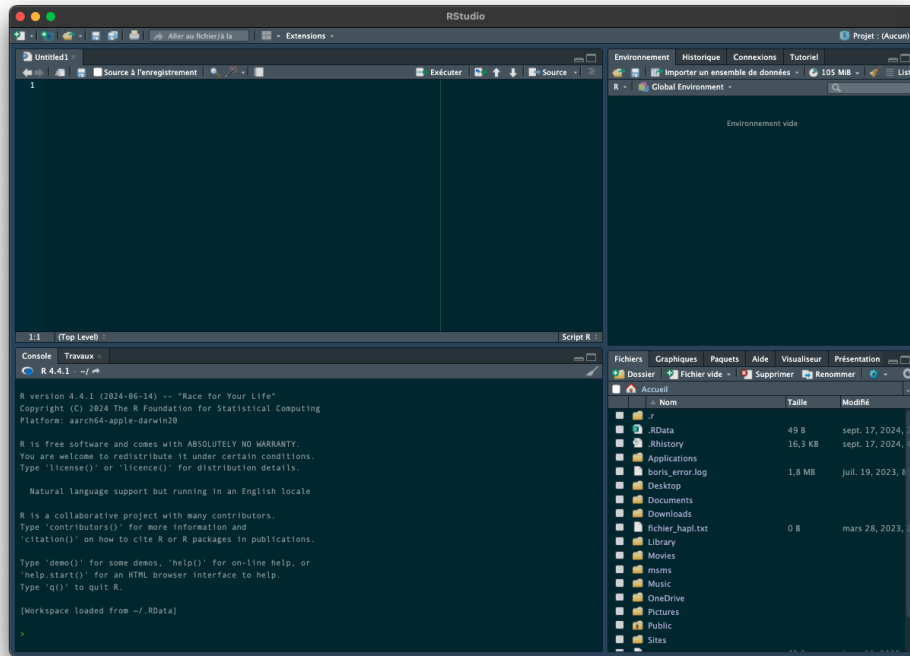 RStudio
Aller au fichier/à la
Extensions
Projet : (Aucun)
Untitled1
Source à l'enregistrement
Exécuter
Source
1
1:1 (Top Level)
Script R
Console Travaux
R 4.4.1 · ~/
R version 4.4.1 (2024-06-14) -- "Race for Your Life"
Copyright (C) 2024 The R Foundation for Statistical Computing
Platform: aarch64-apple-darwin20
R is free software and comes with ABSOLUTELY NO WARRANTY.
You are welcome to redistribute it under certain conditions.
Type 'license()' or 'licence()' for distribution details.
Natural language support but running in an English locale
R is a collaborative project with many contributors.
Type 'contributors()' for more information and
'citation()' on how to cite R or R packages in publications.
Type 'demo()' for some demos, 'help()' for on-line help, or
'help.start()' for an HTML browser interface to help.
Type 'q()' to quit R.
[Workspace loaded from ~/.RData]
>
Environnement Historique Connexions Tutoriel
Importer un ensemble de données
105 MiB
List
R
Global Environment
Environnement vide
Fichiers Graphiques Paquets Aide Visualiseur Présentation
Dossier Fichier vide Supprimer Renommer
Accueil
Nom Taille Modifié
.r
.RData 49 B sept. 17, 2024,
.Rhistory 16,3 KB sept. 17, 2024,
Applications
boris_error.log 1,8 MB juil. 19, 2023,
Desktop
Documents
Downloads
fichier_hapl.txt 0 B mars 28, 2023,
Library
Movies
msms
Music
OneDrive
Pictures
Public
Sites